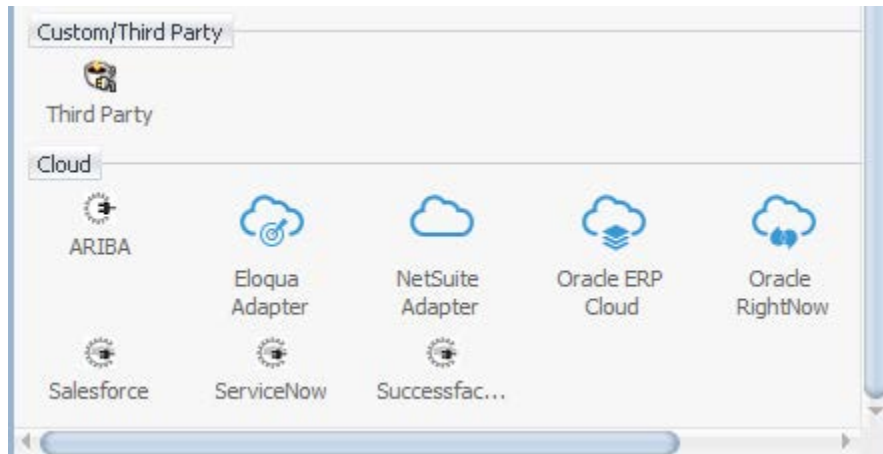 Custom/Third Party
Third Party
Cloud
ARIBA
Eloqua
Adapter
NetSuite
Adapter
Oracle ERP
Cloud
Oracle
RightNow
Salesforce
ServiceNow
Successfac...